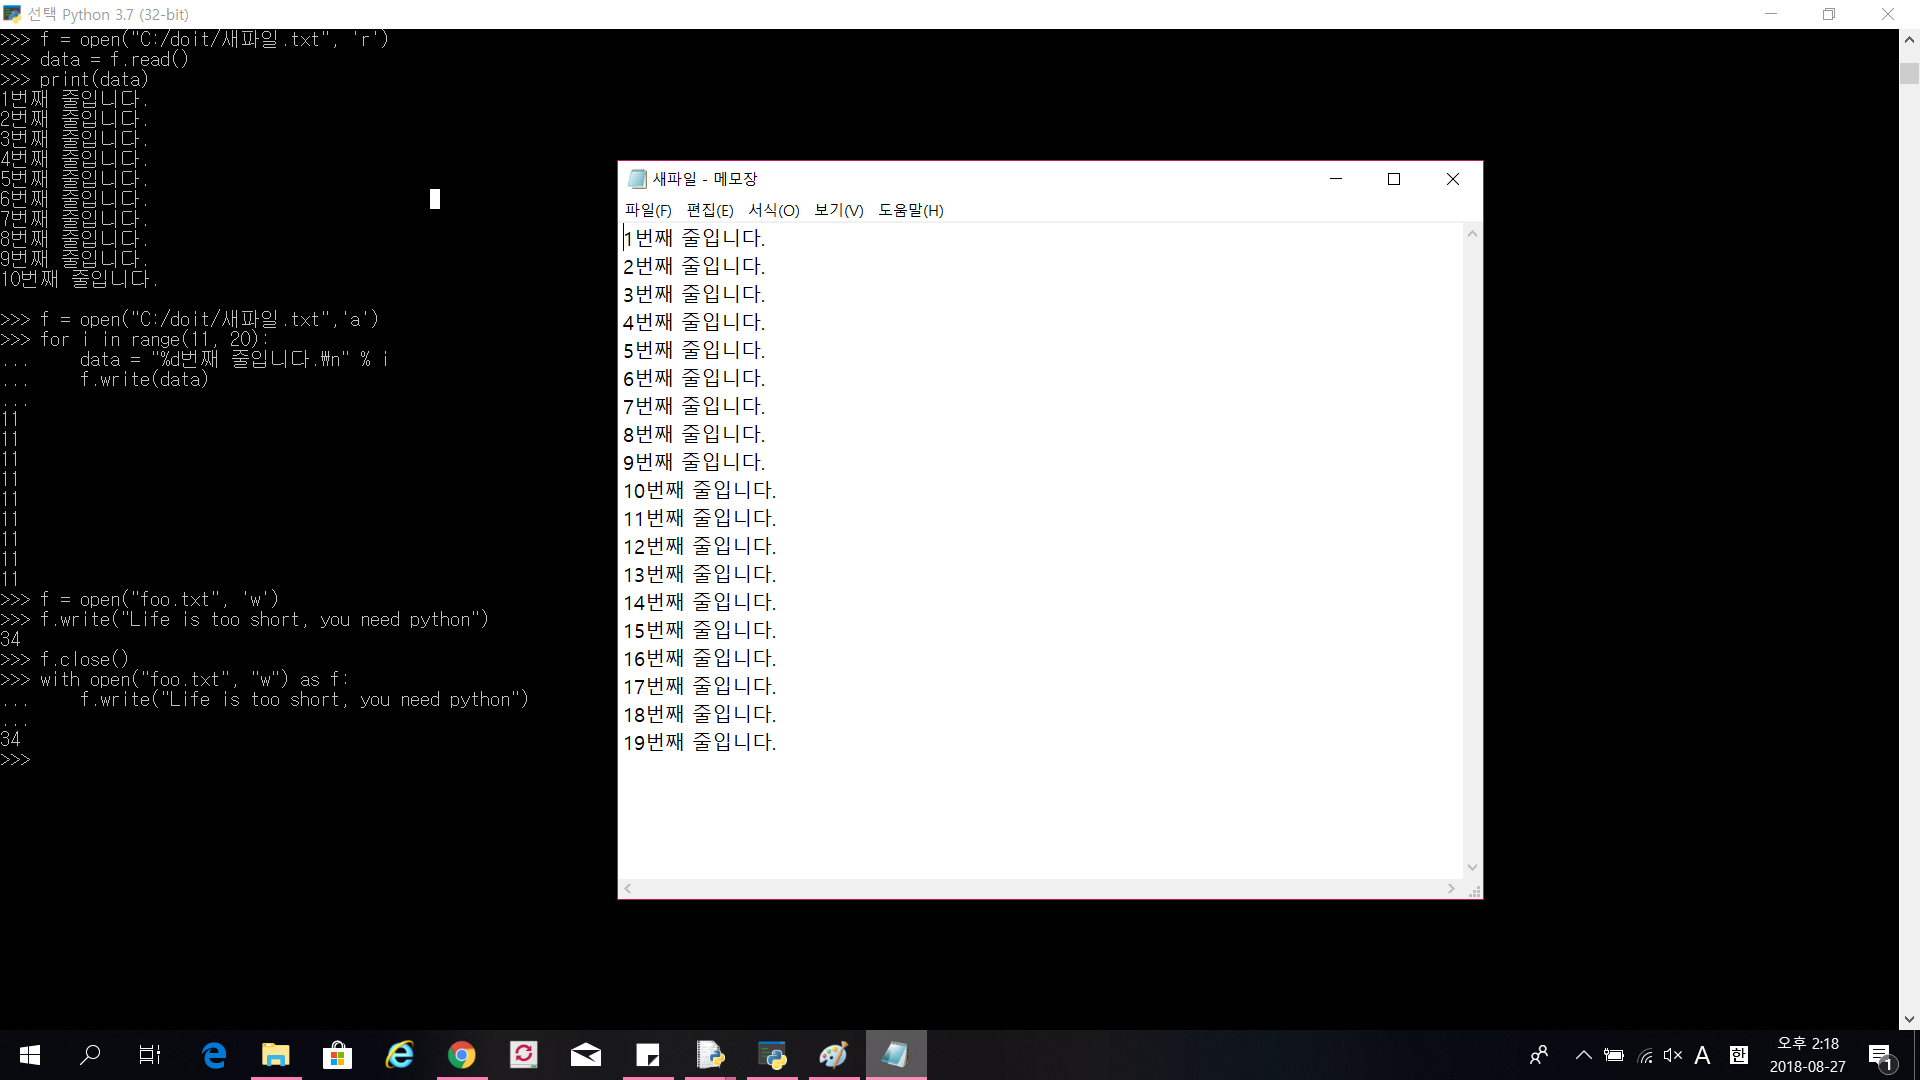 선택 Python 3.7 (32-bit)
>>> f = open("C:/doit/새파일.txt", 'r')
>>> data = f.read()
>>> print(data)
1번째 줄입니다.
2번째 줄입니다.
3번째 줄입니다.
4번째 줄입니다.
5번째 줄입니다.
6번째 줄입니다.
7번째 줄입니다.
8번째 줄입니다.
9번째 줄입니다.
10번째 줄입니다.
>>> f = open("C:/doit/새파일.txt",'a')
>>> for i in range(11, 20):
...     data = "%d번째 줄입니다.₩n" % i
...     f.write(data)
...
11
11
11
11
11
11
11
11
11
>>> f = open("foo.txt", 'w')
>>> f.write("Life is too short, you need python")
34
>>> f.close()
>>> with open("foo.txt", "w") as f:
...     f.write("Life is too short, you need python")
...
34
>>>
새파일 - 메모장
파일(F) 편집(E) 서식(O) 보기(V) 도움말(H)
1번째 줄입니다.
2번째 줄입니다.
3번째 줄입니다.
4번째 줄입니다.
5번째 줄입니다.
6번째 줄입니다.
7번째 줄입니다.
8번째 줄입니다.
9번째 줄입니다.
10번째 줄입니다.
11번째 줄입니다.
12번째 줄입니다.
13번째 줄입니다.
14번째 줄입니다.
15번째 줄입니다.
16번째 줄입니다.
17번째 줄입니다.
18번째 줄입니다.
19번째 줄입니다.
A 한
오후 2:18
2018-08-27
1